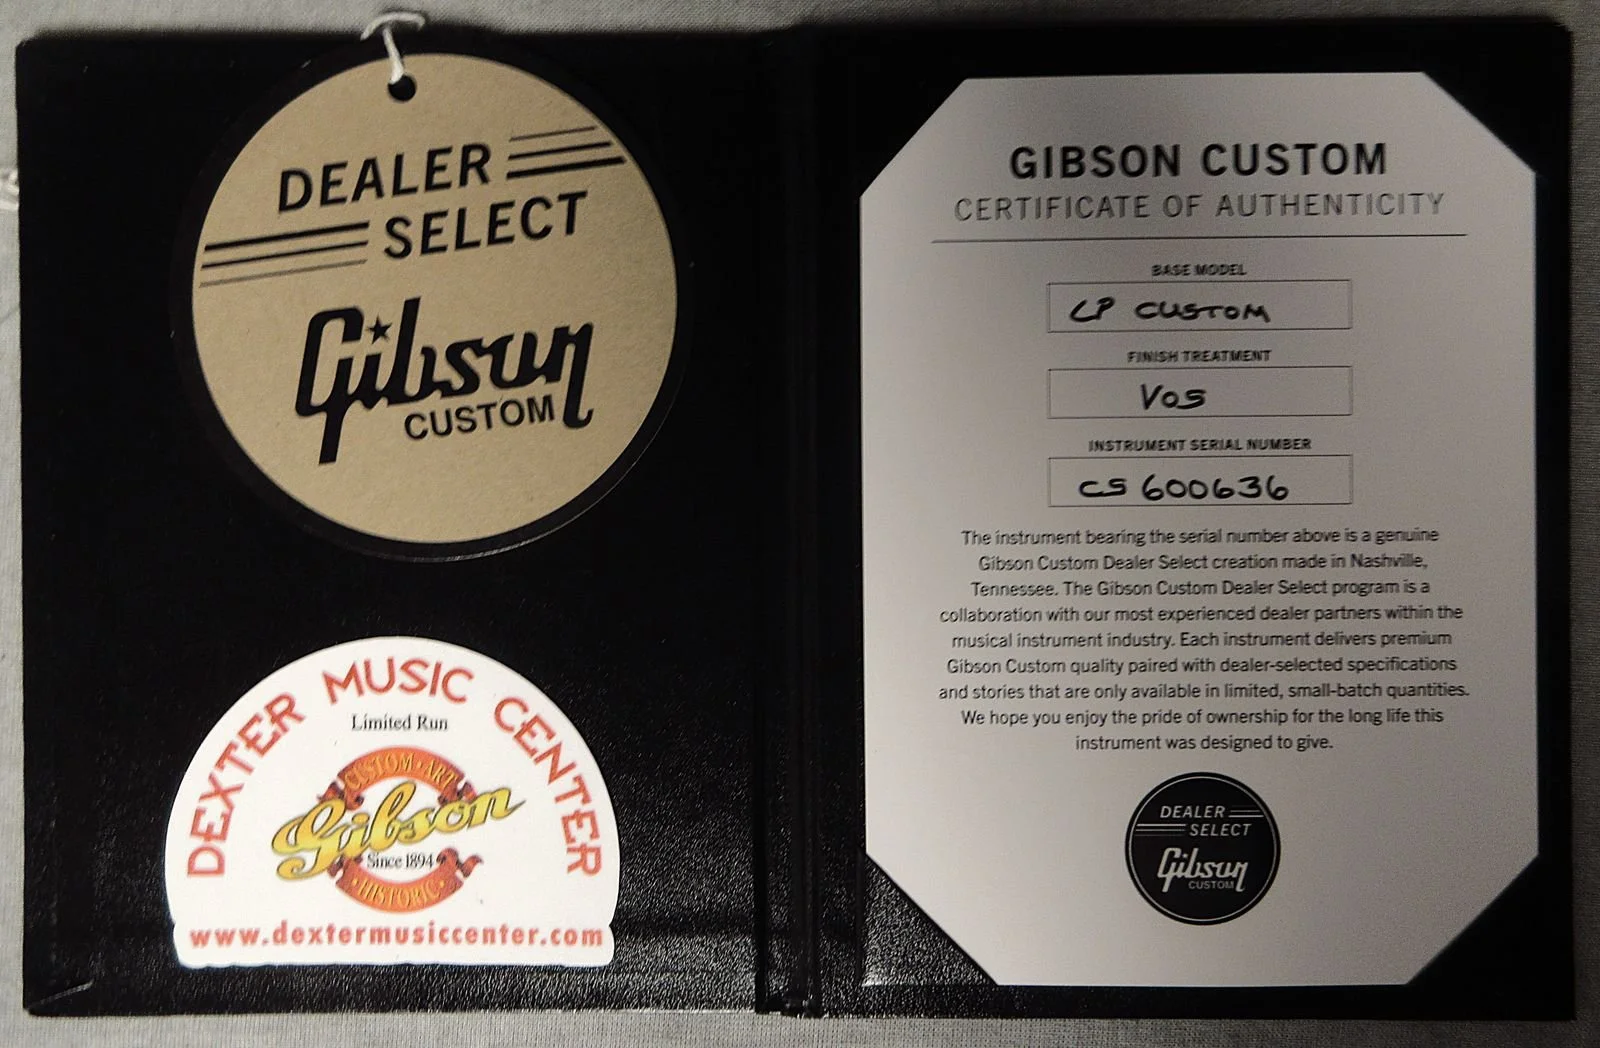 DEALER
SELECT
Gibson
CUSTOM
DEXTER MUSIC CENTER
Limited Run
CUSTOM · ART
Gibson
Since 1894
HISTORIC
www.dextermusiccenter.com
GIBSON CUSTOM
CERTIFICATE OF AUTHENTICITY
BASE MODEL
LP CUSTOM
FINISH TREATMENT
VOS
INSTRUMENT SERIAL NUMBER
CS 600636
The instrument bearing the serial number above is a genuine
Gibson Custom Dealer Select creation made in Nashville,
Tennessee. The Gibson Custom Dealer Select program is a
collaboration with our most experienced dealer partners within the
musical instrument industry. Each instrument delivers premium
Gibson Custom quality paired with dealer-selected specifications
and stories that are only available in limited, small-batch quantities.
We hope you enjoy the pride of ownership for the long life this
instrument was designed to give.
DEALER
SELECT
Gibson
CUSTOM